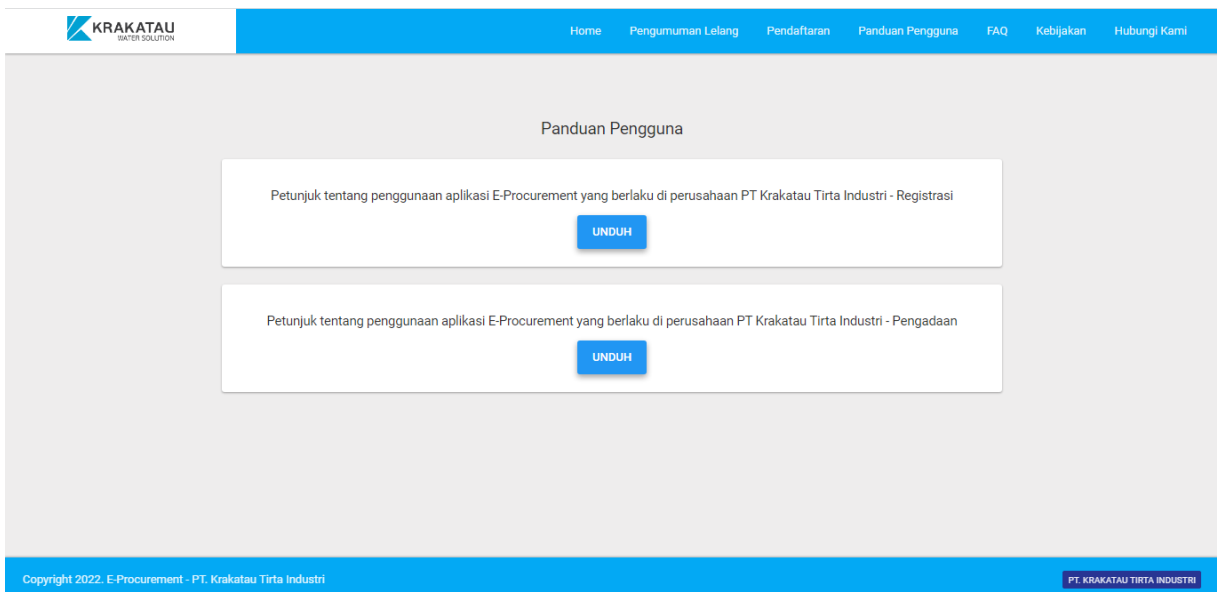 KRAKATAU
WATER SOLUTION
Home Pengumuman Lelang Pendaftaran Panduan Pengguna FAQ Kebijakan Hubungi Kami
Panduan Pengguna
Petunjuk tentang penggunaan aplikasi E-Procurement yang berlaku di perusahaan PT Krakatau Tirta Industri - Registrasi
UNDUH
Petunjuk tentang penggunaan aplikasi E-Procurement yang berlaku di perusahaan PT Krakatau Tirta Industri - Pengadaan
UNDUH
Copyright 2022. E-Procurement - PT. Krakatau Tirta Industri PT. KRAKATAU TIRTA INDUSTRI